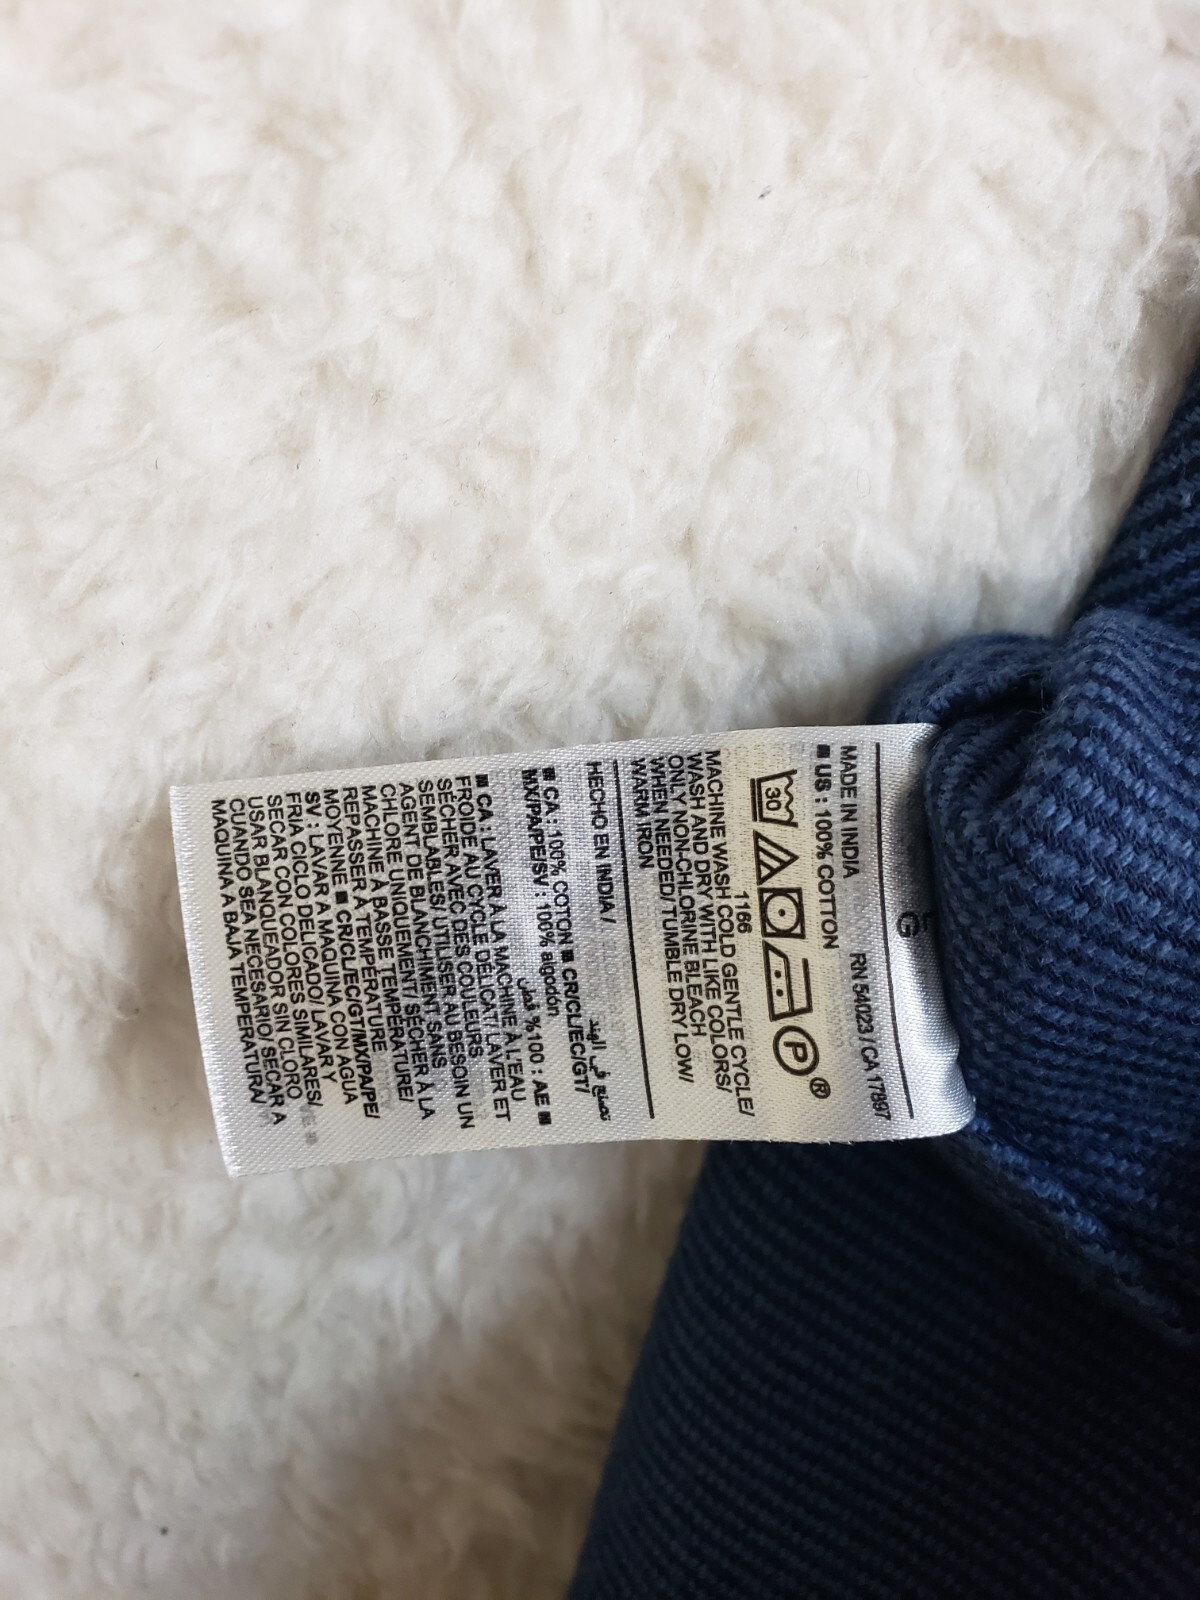 G
RN 54023 / CA 17897
MADE IN INDIA
■ US : 100% COTTON
30 P ®
1166
MACHINE WASH COLD GENTLE CYCLE/
WASH AND DRY WITH LIKE COLORS/
ONLY NON-CHLORINE BLEACH
WHEN NEEDED/ TUMBLE DRY LOW/
WARM IRON
HECHO EN INDIA / تصنع في الهند
■ CA : 100% COTON ■ CR/CL/EC/GT/
MX/PA/PE/SV : 100% algodón
■ AE : 100% قطن
■ CA : LAVER A LA MACHINE À L'EAU
FROIDE AU CYCLE DÉLICAT/ LAVER ET
SÉCHER AVEC DES COULEURS
SEMBLABLES/ UTILISER AU BESOIN UN
AGENT DE BLANCHIMENT SANS
CHLORE UNIQUEMENT/ SÉCHER À LA
MACHINE À BASSE TEMPÉRATURE/
REPASSER À TEMPÉRATURE
MOYENNE ■ CR/CL/EC/GT/MX/PA/PE/
SV : LAVAR A MAQUINA CON AGUA
FRIA CICLO DELICADO/ LAVAR Y
SECAR CON COLORES SIMILARES/
USAR BLANQUEADOR SIN CLORO
CUANDO SEA NECESARIO/ SECAR A
MAQUINA A BAJA TEMPERATURA/